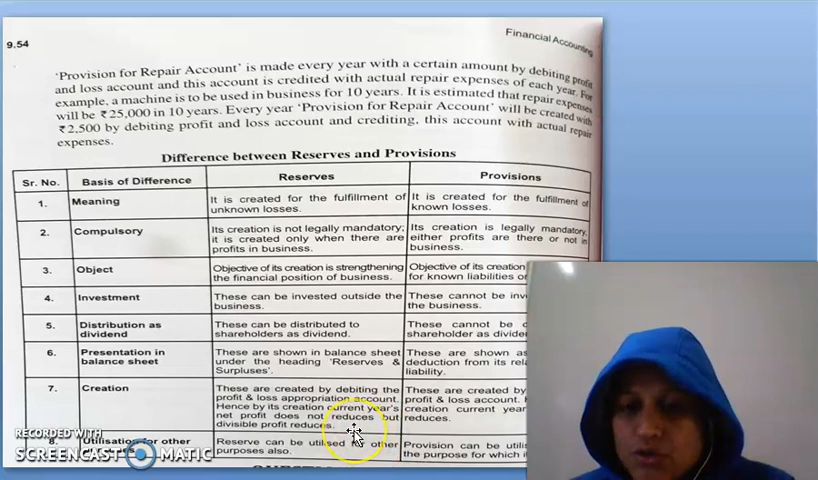 9.54
Financial Accounting
'Provision for Repair Account' is made every year with a certain amount by debiting profit
and loss account and this account is credited with actual repair expenses of each year. For
example, a machine is to be used in business for 10 years. It is estimated that repair expenses
will be ₹25,000 in 10 years. Every year 'Provision for Repair Account' will be created with
₹2,500 by debiting profit and loss account and crediting, this account with actual repair
expenses.
Difference between Reserves and Provisions
Sr. No. Basis of Difference Reserves Provisions
1. Meaning
It is created for the fulfillment of
unknown losses.
It is created for the fulfillment of
known losses.
2. Compulsory
Its creation is not legally mandatory;
it is created only when there are
profits in business.
Its creation is legally mandatory,
either profits are there or not in
business.
3. Object
Objective of its creation is strengthening
the financial position of business.
Objective of its creation
for known liabilities
4. Investment
These can be invested outside the
business.
These cannot be
the business.
5. Distribution as
dividend
These can be distributed to
shareholders as dividend.
These cannot be
shareholder as
6. Presentation in
balance sheet
These are shown in balance sheet
under the heading 'Reserves &
Surpluses'.
These are shown as
deduction from its
liability.
7. Creation
These are created by debiting the
profit & loss appropriation account.
Hence by its creation current year's
net profit does not reduces but
divisible profit reduces.
These are created by
profit & loss account.
creation current year
reduces.
8. Utilisation for other
Reserve can be utilised for other
purposes also.
Provision can be
the purpose for which
RECORDED WITH
SCREENCAST MATIC